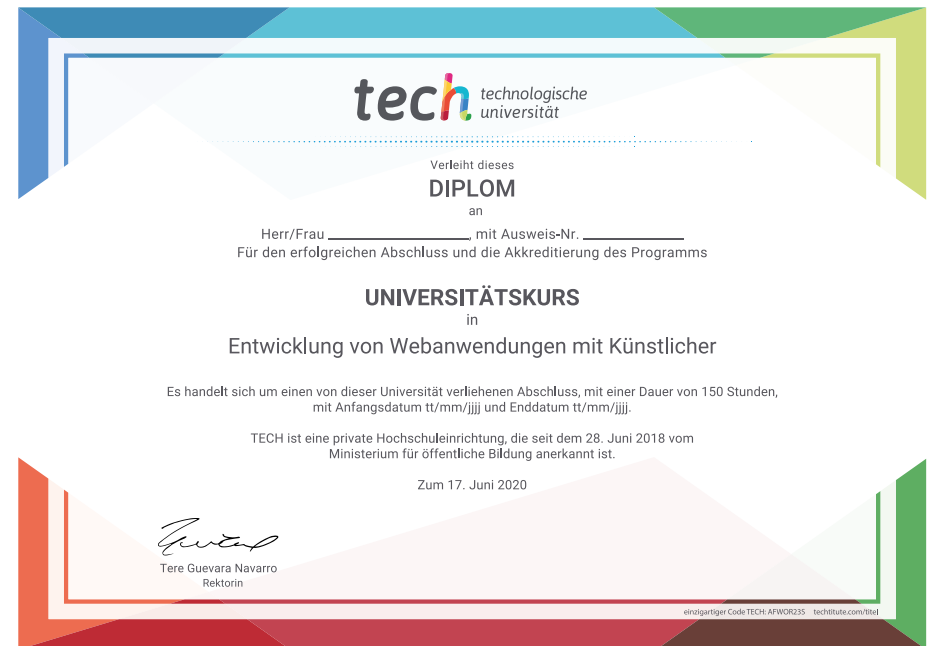 tech technologische
universität
Verleiht dieses
DIPLOM
an
Herr/Frau ____________, mit Ausweis-Nr. ____________
Für den erfolgreichen Abschluss und die Akkreditierung des Programms
UNIVERSITÄTSKURS
in
Entwicklung von Webanwendungen mit Künstlicher
Es handelt sich um einen von dieser Universität verliehenen Abschluss, mit einer Dauer von 150 Stunden,
mit Anfangsdatum tt/mm/jjjj und Enddatum tt/mm/jjjj.
TECH ist eine private Hochschuleinrichtung, die seit dem 28. Juni 2018 vom
Ministerium für öffentliche Bildung anerkannt ist.
Zum 17. Juni 2020
Tere Guevara Navarro
Rektorin
einzigartiger Code TECH: AFWOR235 techtitute.com/titel